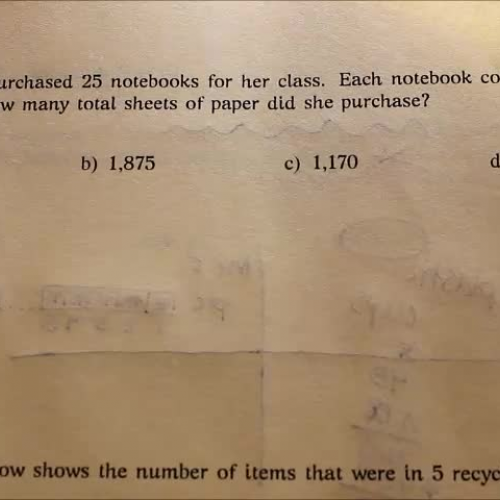 urchased 25 notebooks for her class. Each notebook co
w many total sheets of paper did she purchase?
b) 1,875 c) 1,170 d
ow shows the number of items that were in 5 recyc